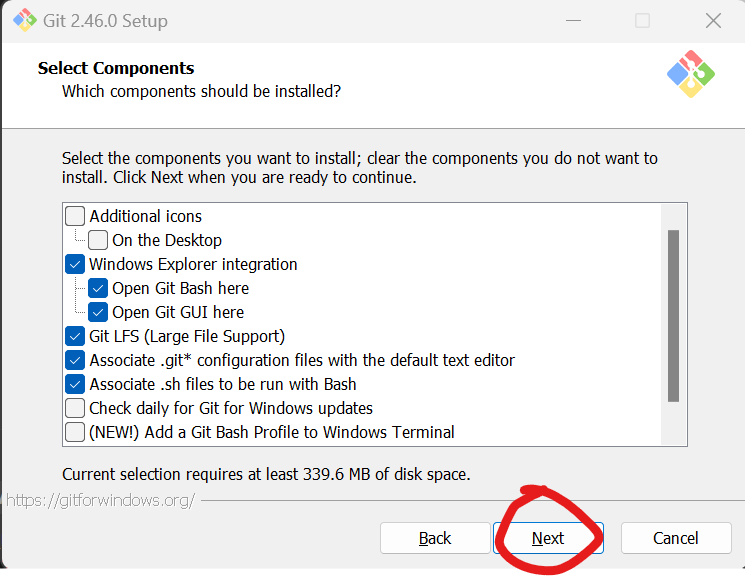 Git 2.46.0 Setup
Select Components
Which components should be installed?
Select the components you want to install; clear the components you do not want to
install. Click Next when you are ready to continue.
Additional icons
On the Desktop
Windows Explorer integration
Open Git Bash here
Open Git GUI here
Git LFS (Large File Support)
Associate .git* configuration files with the default text editor
Associate .sh files to be run with Bash
Check daily for Git for Windows updates
(NEW!) Add a Git Bash Profile to Windows Terminal
Current selection requires at least 339.6 MB of disk space.
https://gitforwindows.org/
Back
Next
Cancel